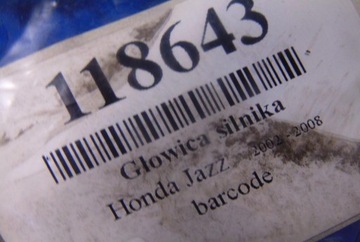 118643
Głowica silnika
Honda Jazz 2002 - 2008
barcode